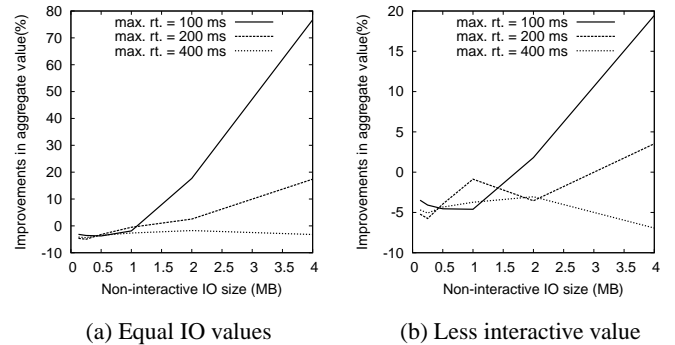 Improvements in aggregate value(%)
80
70
60
50
40
30
20
10
0
-10
max. rt. = 100 ms
max. rt. = 200 ms
max. rt. = 400 ms
0 0.5 1 1.5 2 2.5 3 3.5 4
Non-interactive IO size (MB)
(a) Equal IO values
Improvements in aggregate value(%)
20
15
10
5
0
-5
-10
max. rt. = 100 ms
max. rt. = 200 ms
max. rt. = 400 ms
0 0.5 1 1.5 2 2.5 3 3.5 4
Non-interactive IO size (MB)
(b) Less interactive value